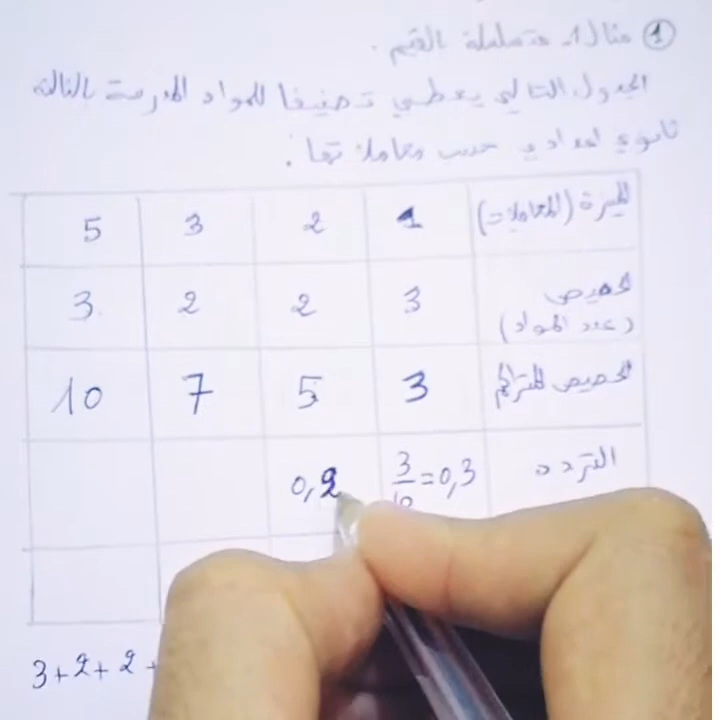 ① مثال 1 - متسلسلة القيم.
الجدول التالي يعطي تصنيفا للمواد المدرسة بالثالثة
ثانوي إعدادي حسب معاملاتها:
الميزة (المعاملات) 1 2 3 5
الحصيص (عدد المواد) 3 2 2 3
الحصيص المتراكم 3 5 7 10
التردد 3/10 = 0,3 0,2
3+2+2+